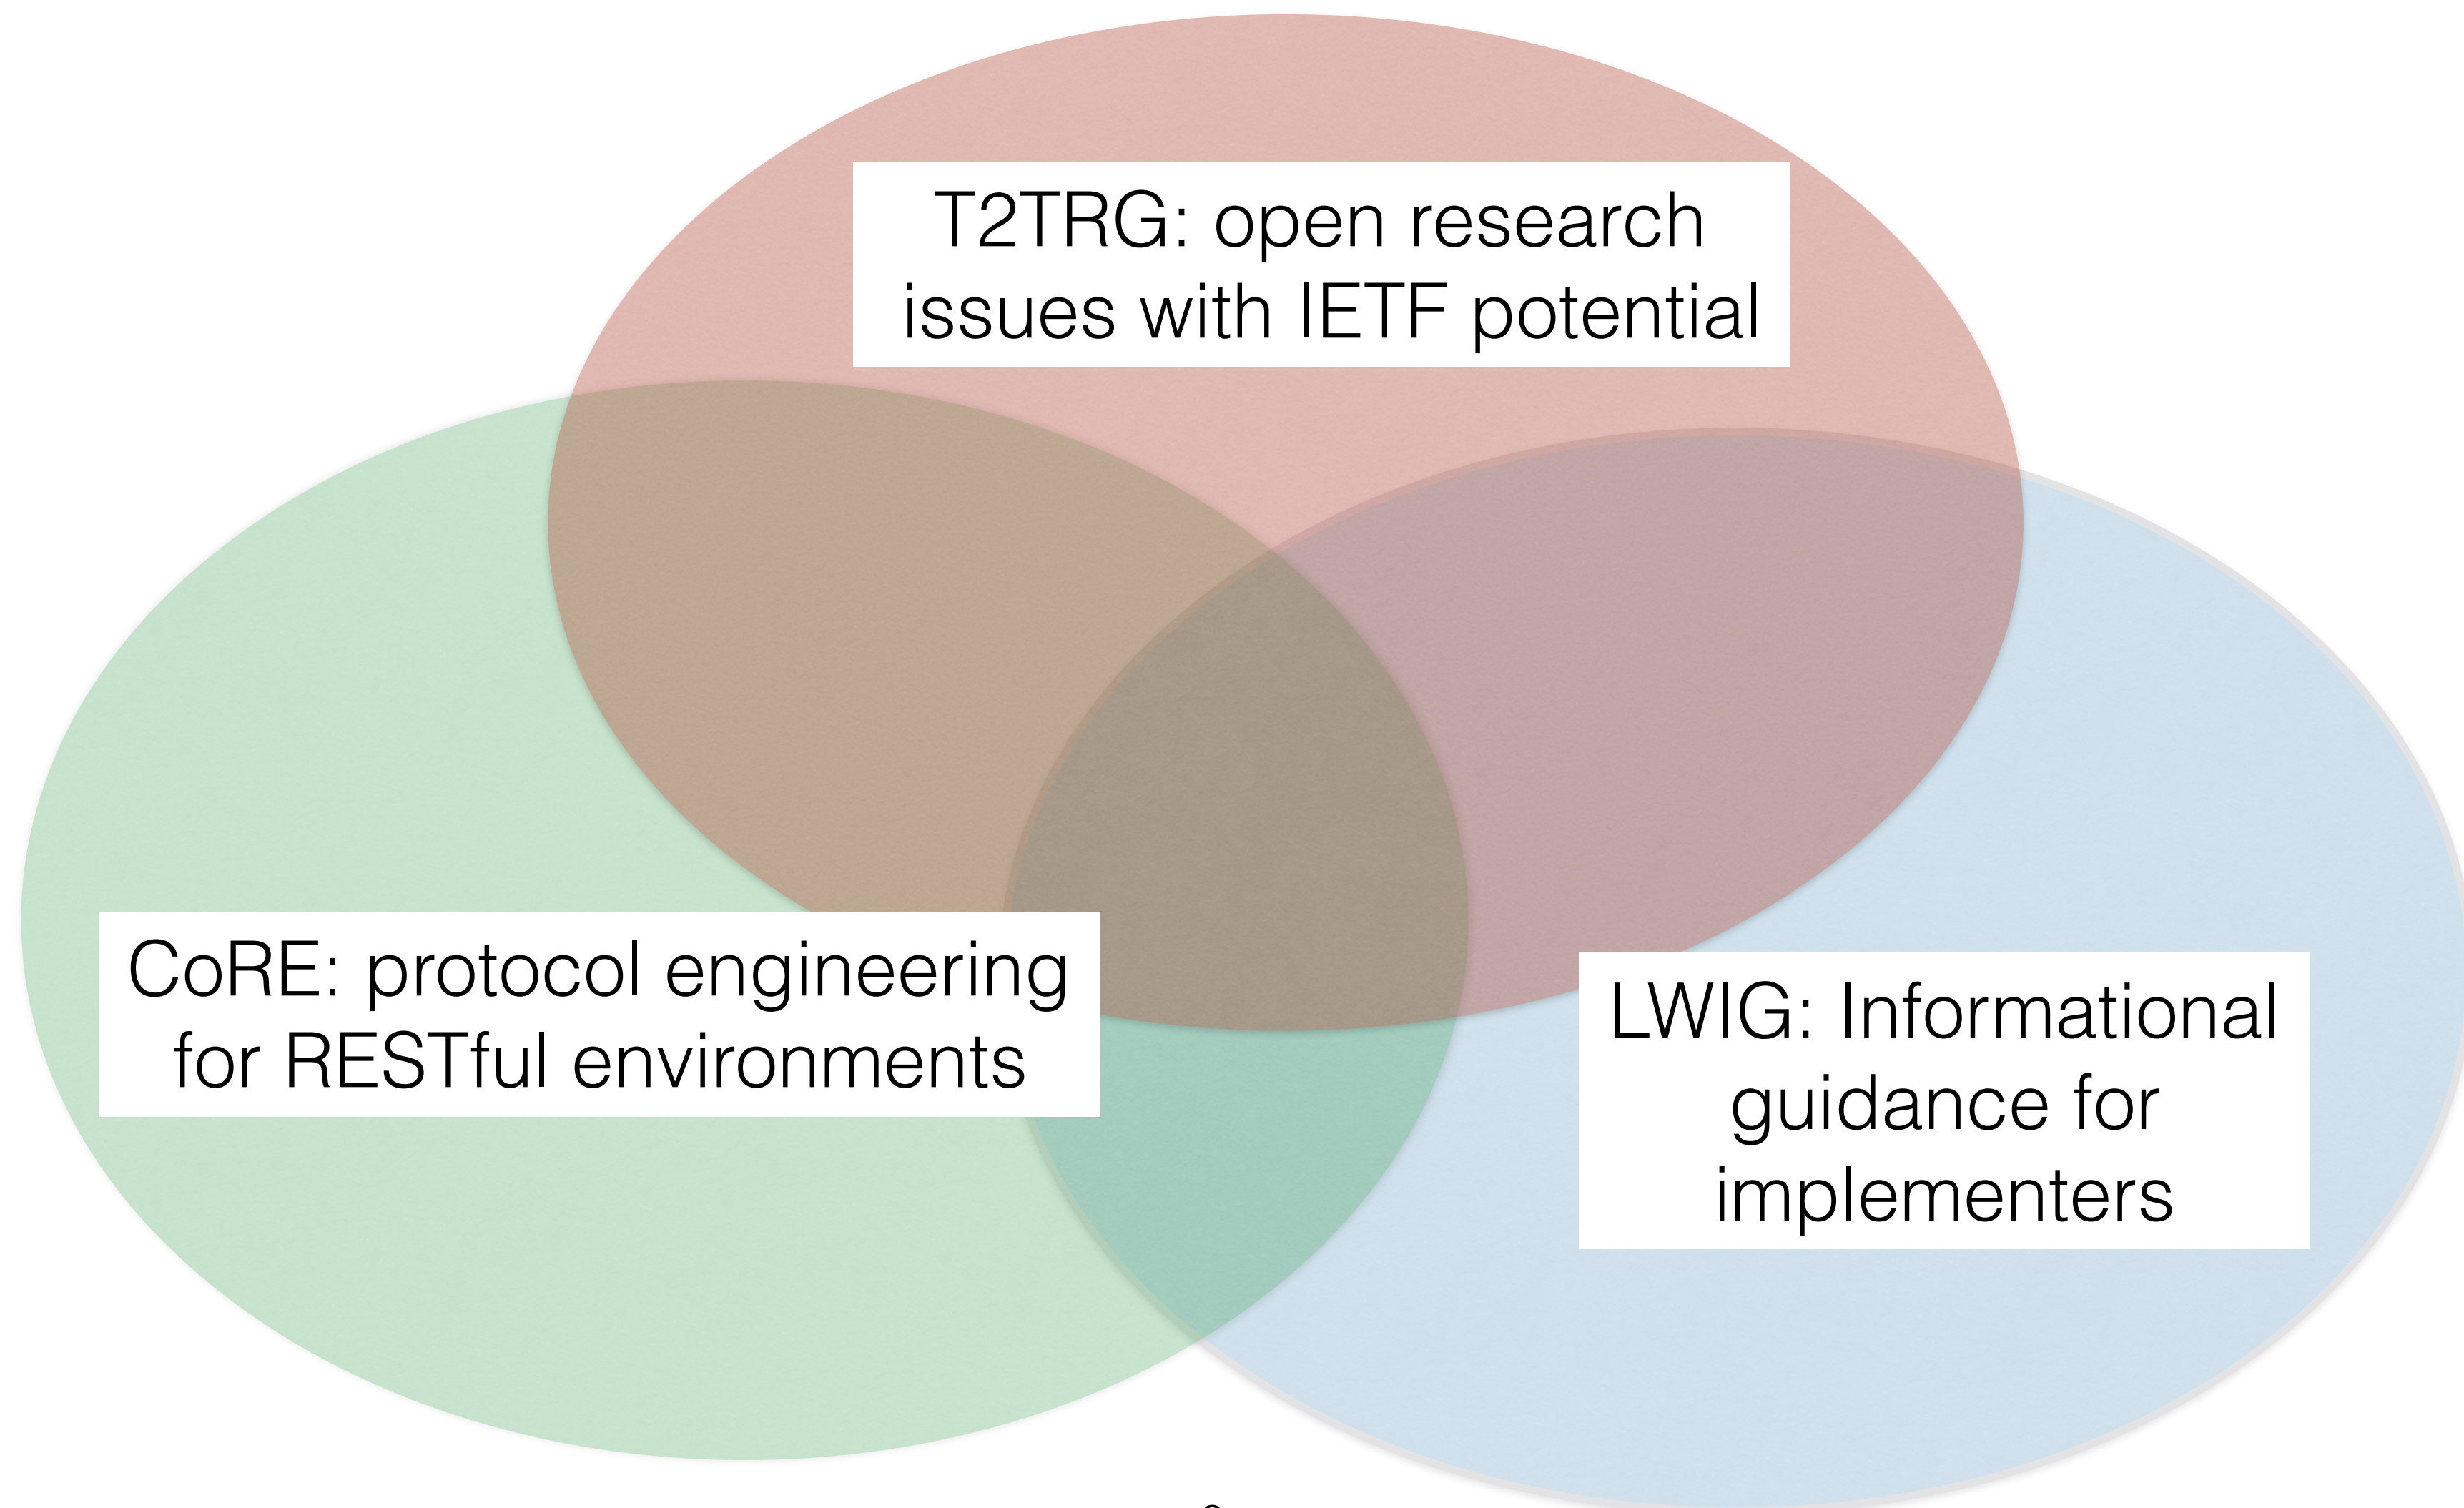 T2TRG: open research
issues with IETF potential
CoRE: protocol engineering
for RESTful environments
LWIG: Informational
guidance for
implementers